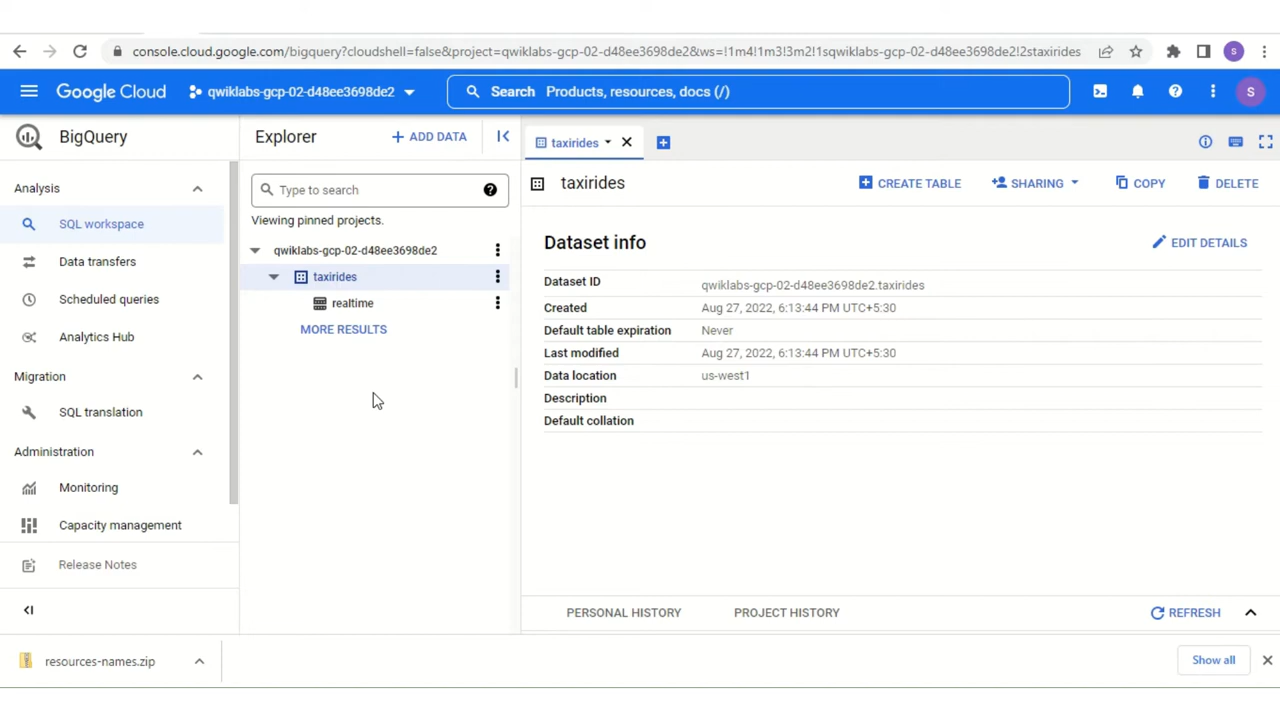 console.cloud.google.com/bigquery?cloudshell=false&project=qwiklabs-gcp-02-d48ee3698de2&ws=!1m4!1m3!3m2!1sqwiklabs-gcp-02-d48ee3698de2!2staxirides
S
Google Cloud
qwiklabs-gcp-02-d48ee3698de2
Search Products, resources, docs (/)
S
BigQuery
Analysis
SQL workspace
Data transfers
Scheduled queries
Analytics Hub
Migration
SQL translation
Administration
Monitoring
Capacity management
Release Notes
Explorer
+ ADD DATA
Type to search
Viewing pinned projects.
qwiklabs-gcp-02-d48ee3698de2
taxirides
realtime
MORE RESULTS
taxirides
taxirides
CREATE TABLE
SHARING
COPY
DELETE
Dataset info
EDIT DETAILS
Dataset ID qwiklabs-gcp-02-d48ee3698de2.taxirides
Created Aug 27, 2022, 6:13:44 PM UTC+5:30
Default table expiration Never
Last modified Aug 27, 2022, 6:13:44 PM UTC+5:30
Data location us-west1
Description
Default collation
PERSONAL HISTORY
PROJECT HISTORY
REFRESH
resources-names.zip
Show all